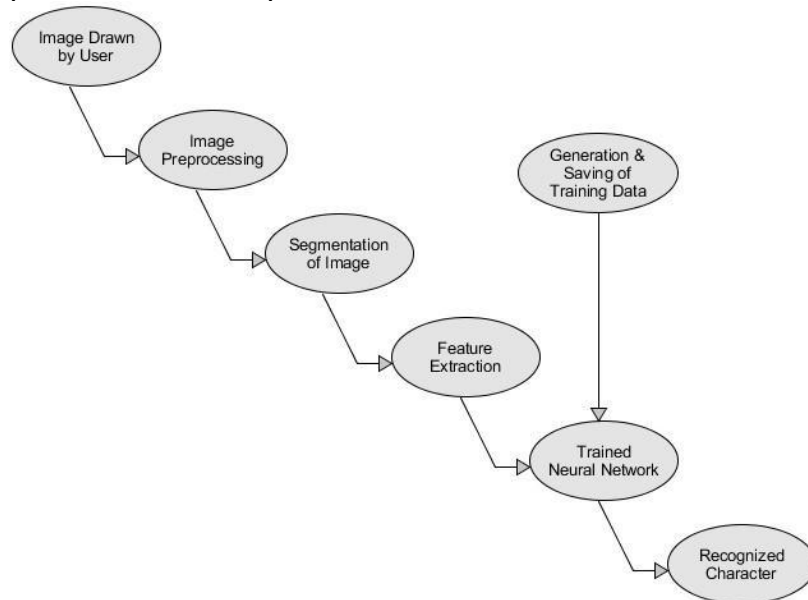 Image Drawn
by User
Image
Preprocessing
Generation &
Saving of
Training Data
Segmentation
of Image
Feature
Extraction
Trained
Neural Network
Recognized
Character